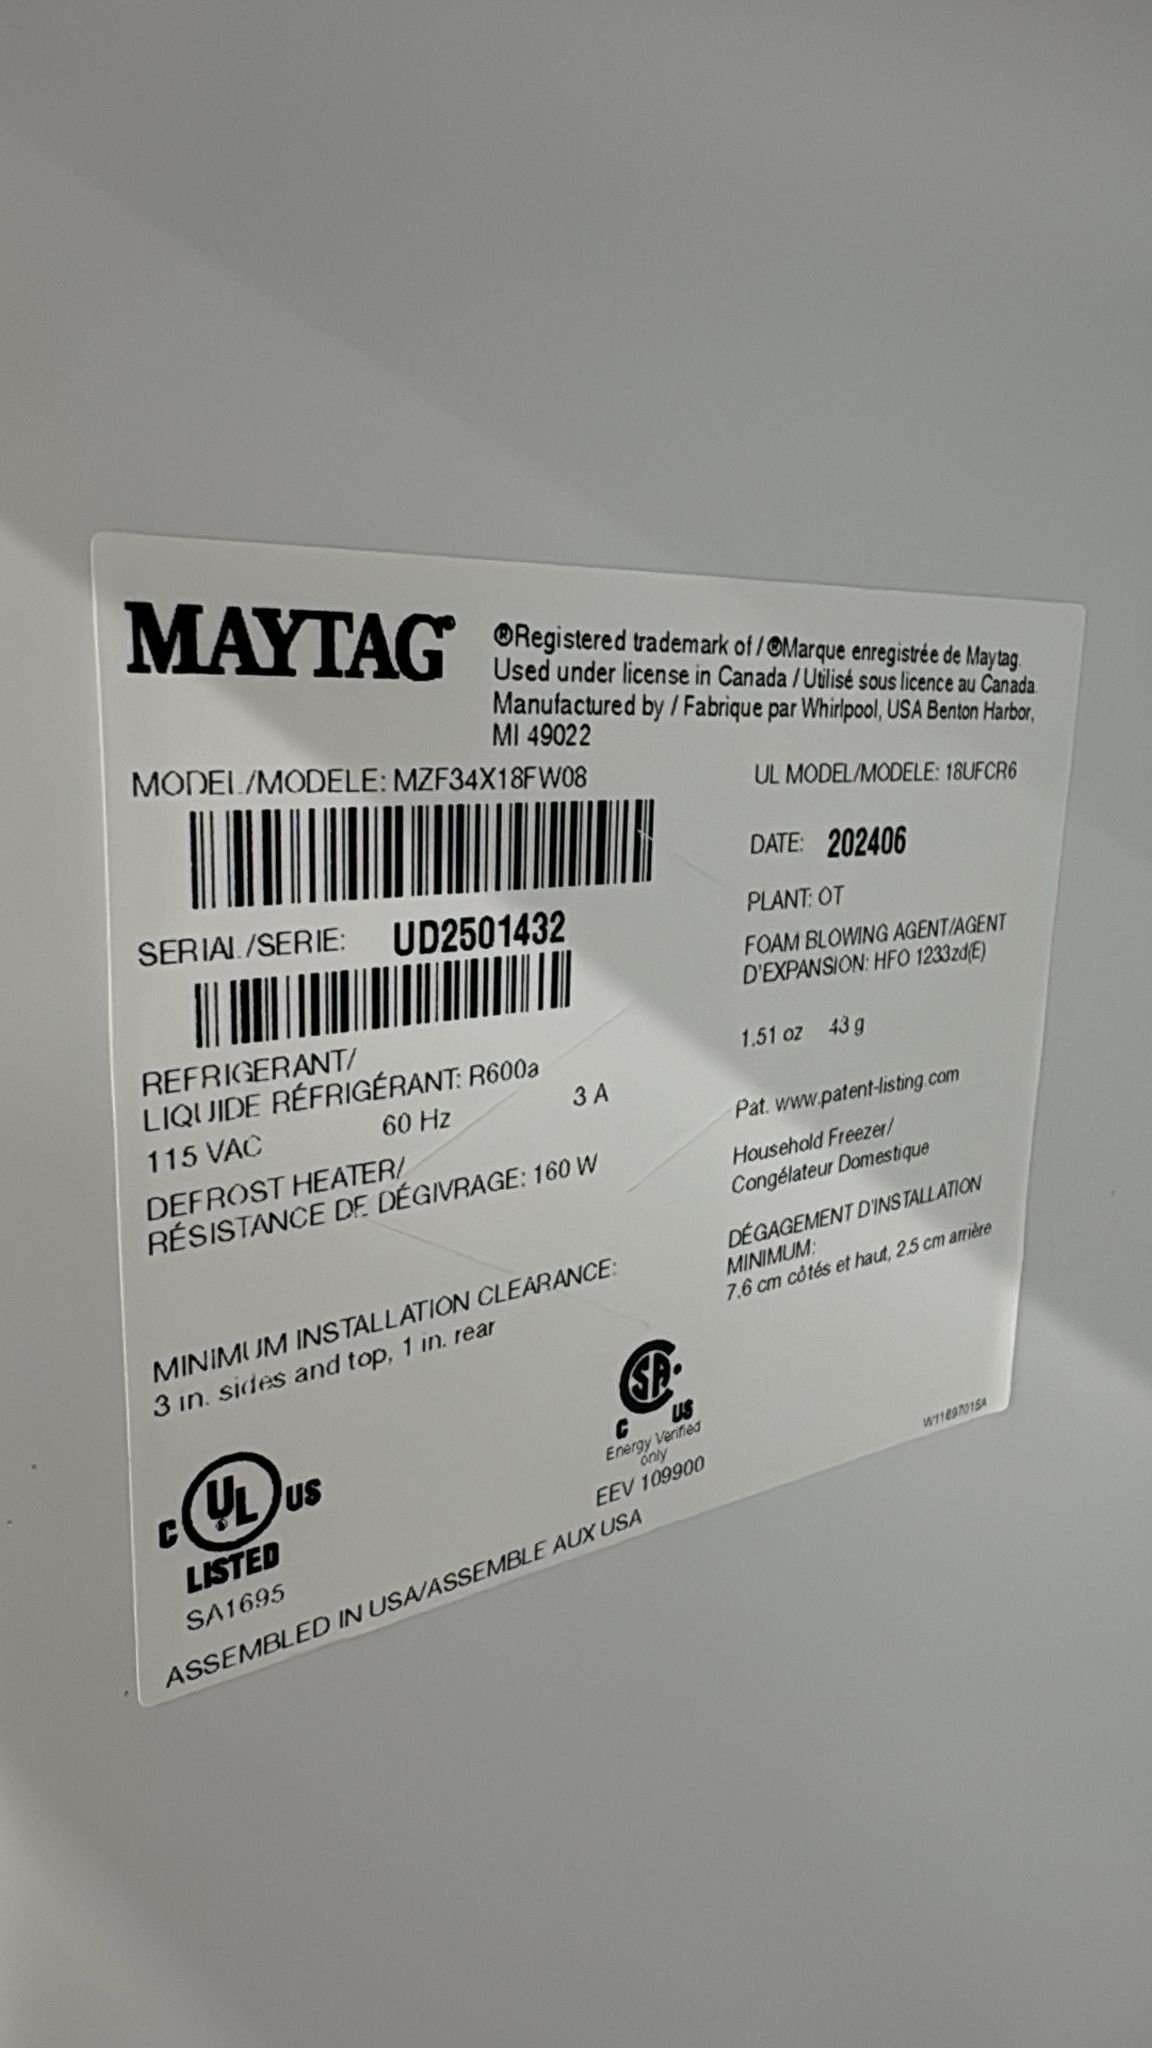 MAYTAG®
®Registered trademark of / ®Marque enregistrée de Maytag.
Used under license in Canada / Utilisé sous licence au Canada.
Manufactured by / Fabrique par Whirlpool, USA Benton Harbor,
MI 49022
MODEL/MODELE: MZF34X18FW08
UL MODEL/MODELE: 18UFCR6
DATE: 202406
PLANT: OT
SERIAL/SERIE: UD2501432
FOAM BLOWING AGENT/AGENT
D'EXPANSION: HFO 1233zd(E)
1.51 oz 43 g
REFRIGERANT/
LIQUIDE RÉFRIGÉRANT: R600a
115 VAC 60 Hz 3 A
DEFROST HEATER/
RÉSISTANCE DE DÉGIVRAGE: 160 W
Pat. www.patent-listing.com
Household Freezer/
Congélateur Domestique
DÉGAGEMENT D'INSTALLATION
MINIMUM:
7.6 cm côtés et haut, 2.5 cm arrière
MINIMUM INSTALLATION CLEARANCE:
3 in. sides and top, 1 in. rear
C UL US
LISTED
SA1695
SA
C US
Energy Verified
only
EEV 109900
W11697015A
ASSEMBLED IN USA/ASSEMBLE AUX USA